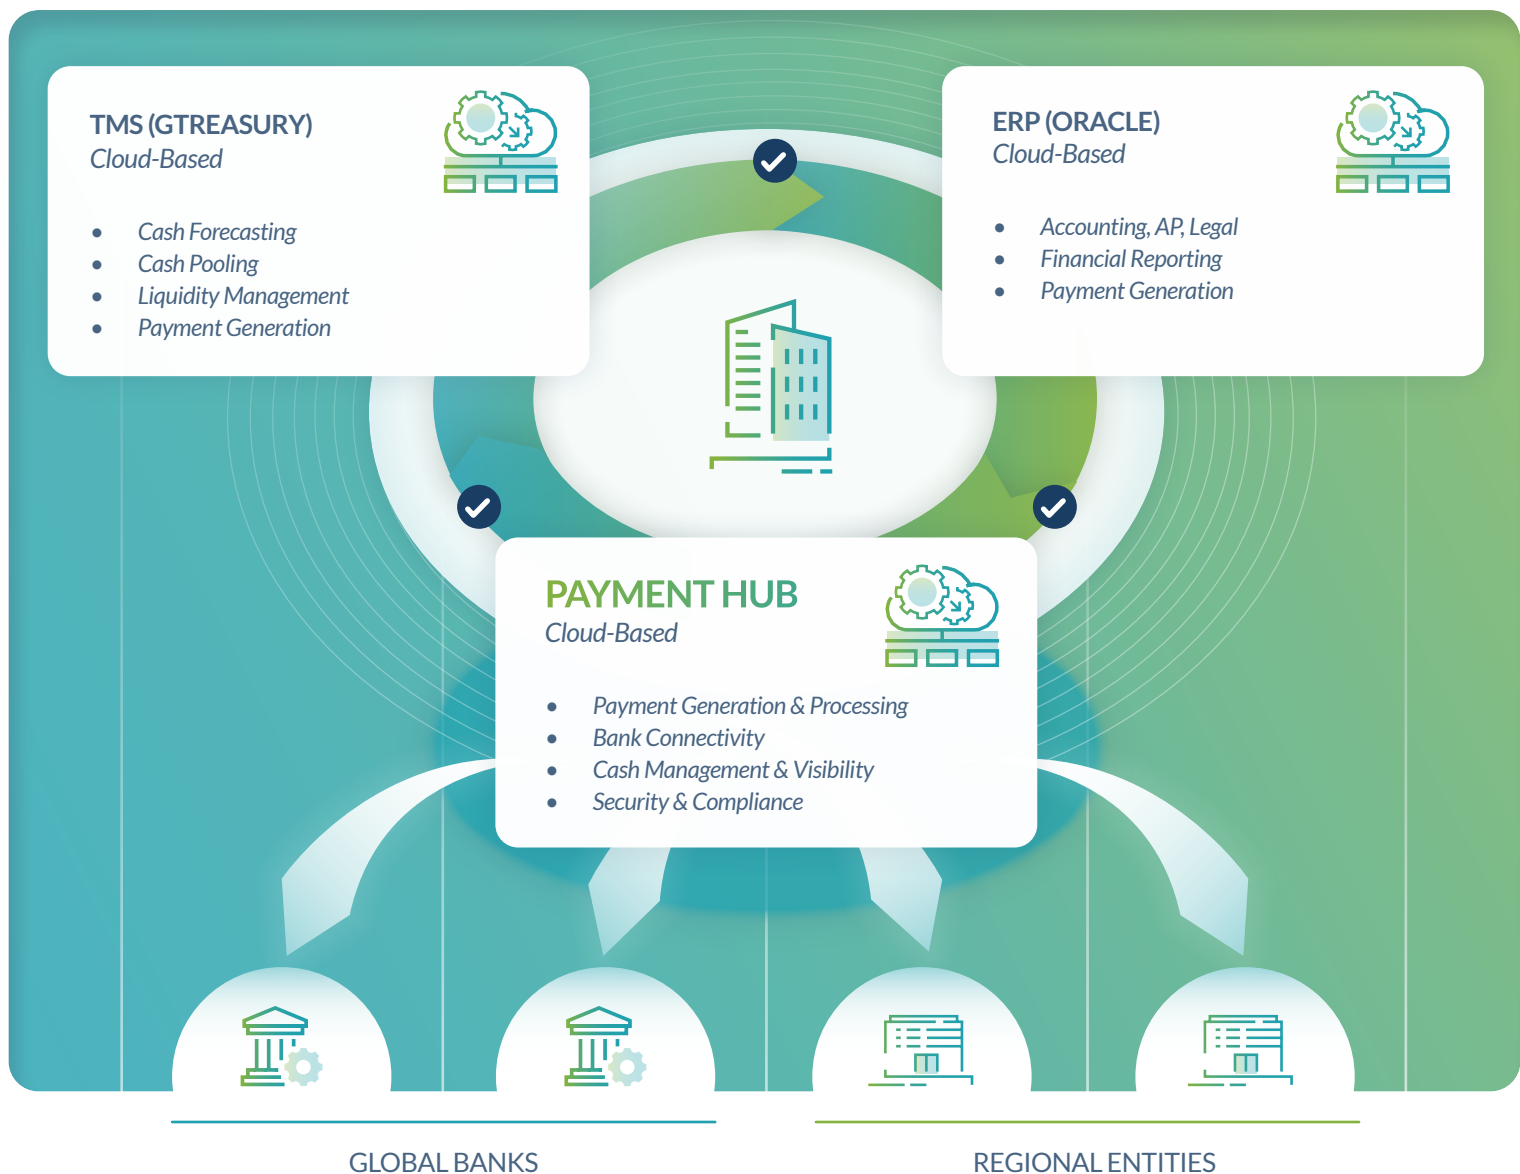 TMS (GTREASURY)
Cloud-Based
• Cash Forecasting
• Cash Pooling
• Liquidity Management
• Payment Generation
ERP (ORACLE)
Cloud-Based
• Accounting, AP, Legal
• Financial Reporting
• Payment Generation
PAYMENT HUB
Cloud-Based
• Payment Generation & Processing
• Bank Connectivity
• Cash Management & Visibility
• Security & Compliance
GLOBAL BANKS
REGIONAL ENTITIES